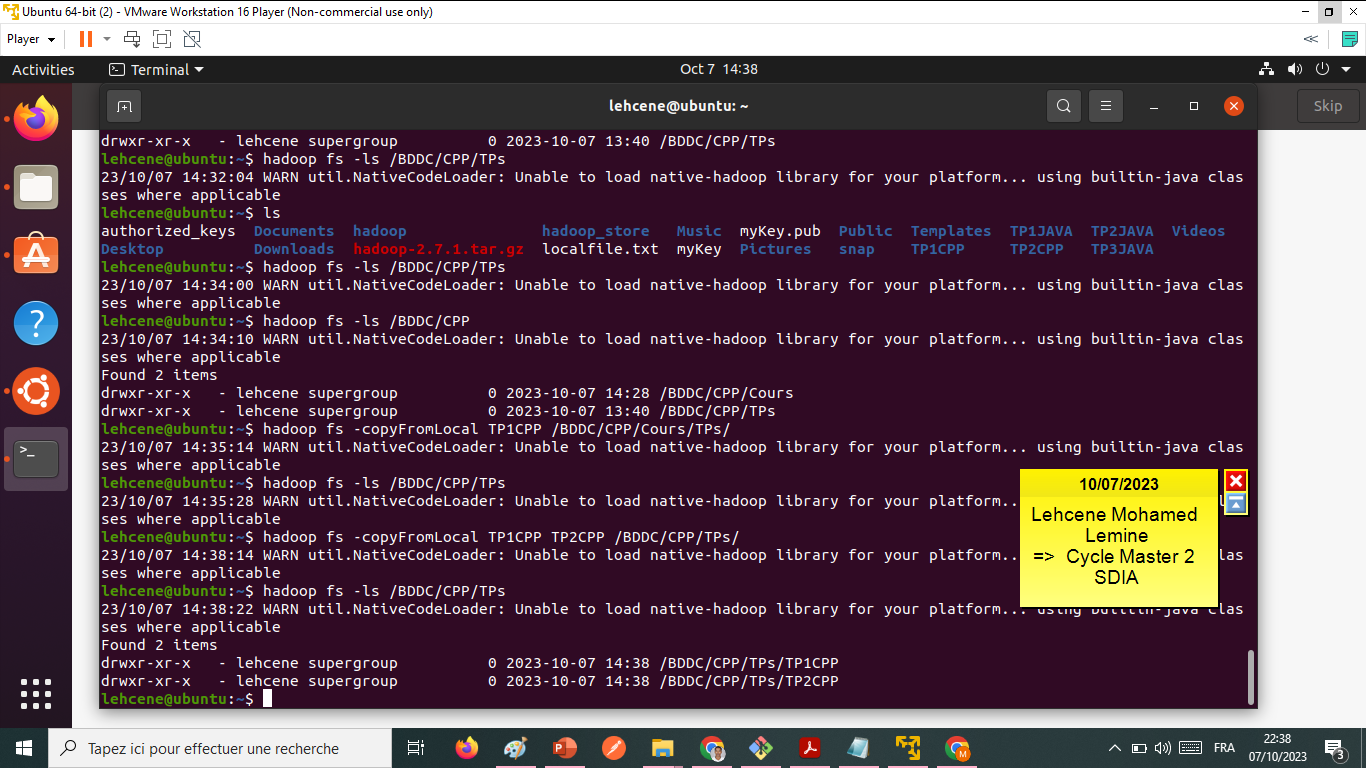 Ubuntu 64-bit (2) - VMware Workstation 16 Player (Non-commercial use only)
Player
Activities
Terminal
Oct 7 14:38
lehcene@ubuntu: ~
Skip
drwxr-xr-x   - lehcene supergroup          0 2023-10-07 13:40 /BDDC/CPP/TPs
lehcene@ubuntu:~$ hadoop fs -ls /BDDC/CPP/TPs
23/10/07 14:32:04 WARN util.NativeCodeLoader: Unable to load native-hadoop library for your platform... using builtin-java clas
ses where applicable
lehcene@ubuntu:~$ ls
authorized_keys  Documents  hadoop               hadoop_store   Music  myKey.pub  Public  Templates  TP1JAVA  TP2JAVA  Videos
Desktop          Downloads  hadoop-2.7.1.tar.gz  localfile.txt  myKey  Pictures   snap    TP1CPP     TP2CPP   TP3JAVA
lehcene@ubuntu:~$ hadoop fs -ls /BDDC/CPP/TPs
23/10/07 14:34:00 WARN util.NativeCodeLoader: Unable to load native-hadoop library for your platform... using builtin-java clas
ses where applicable
lehcene@ubuntu:~$ hadoop fs -ls /BDDC/CPP
23/10/07 14:34:10 WARN util.NativeCodeLoader: Unable to load native-hadoop library for your platform... using builtin-java clas
ses where applicable
Found 2 items
drwxr-xr-x   - lehcene supergroup          0 2023-10-07 14:28 /BDDC/CPP/Cours
drwxr-xr-x   - lehcene supergroup          0 2023-10-07 13:40 /BDDC/CPP/TPs
lehcene@ubuntu:~$ hadoop fs -copyFromLocal TP1CPP /BDDC/CPP/Cours/TPs/
23/10/07 14:35:14 WARN util.NativeCodeLoader: Unable to load native-hadoop library for your platform... using builtin-java clas
ses where applicable
lehcene@ubuntu:~$ hadoop fs -ls /BDDC/CPP/TPs
23/10/07 14:35:28 WARN util.NativeCodeLoader: Unable to load native-hadoop library for your platform..
ses where applicable
lehcene@ubuntu:~$ hadoop fs -copyFromLocal TP1CPP TP2CPP /BDDC/CPP/TPs/
23/10/07 14:38:14 WARN util.NativeCodeLoader: Unable to load native-hadoop library for your platform.. as
ses where applicable
lehcene@ubuntu:~$ hadoop fs -ls /BDDC/CPP/TPs
23/10/07 14:38:22 WARN util.NativeCodeLoader: Unable to load native-hadoop library for your platform... using builtin-java clas
ses where applicable
Found 2 items
drwxr-xr-x   - lehcene supergroup          0 2023-10-07 14:38 /BDDC/CPP/TPs/TP1CPP
drwxr-xr-x   - lehcene supergroup          0 2023-10-07 14:38 /BDDC/CPP/TPs/TP2CPP
lehcene@ubuntu:~$
10/07/2023
Lehcene Mohamed
Lemine
=> Cycle Master 2
SDIA
Tapez ici pour effectuer une recherche
FRA
22:38
07/10/2023
3